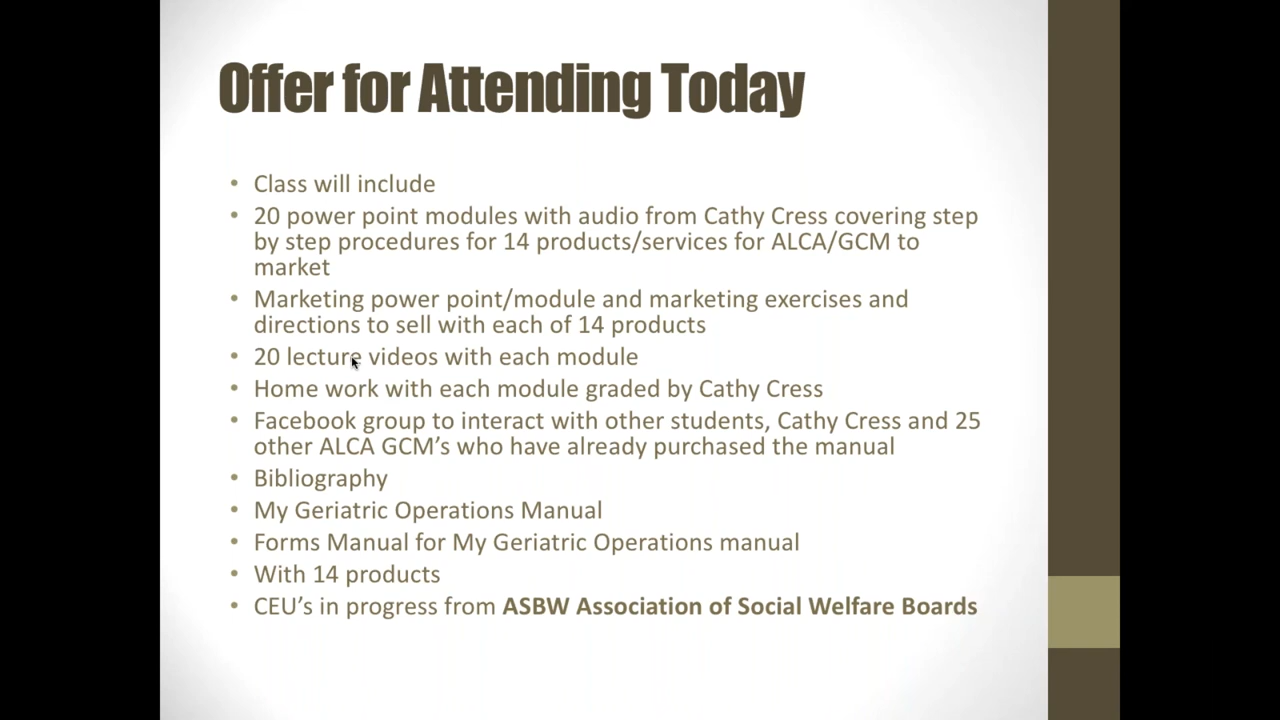 Offer for Attending Today
• Class will include
• 20 power point modules with audio from Cathy Cress covering step
by step procedures for 14 products/services for ALCA/GCM to
market
• Marketing power point/module and marketing exercises and
directions to sell with each of 14 products
• 20 lecture videos with each module
• Home work with each module graded by Cathy Cress
• Facebook group to interact with other students, Cathy Cress and 25
other ALCA GCM’s who have already purchased the manual
• Bibliography
• My Geriatric Operations Manual
• Forms Manual for My Geriatric Operations manual
• With 14 products
• CEU’s in progress from ASBW Association of Social Welfare Boards